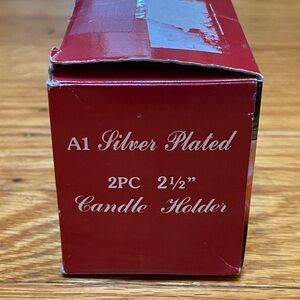 A1 Silver Plated
2PC 2½”
Candle Holder